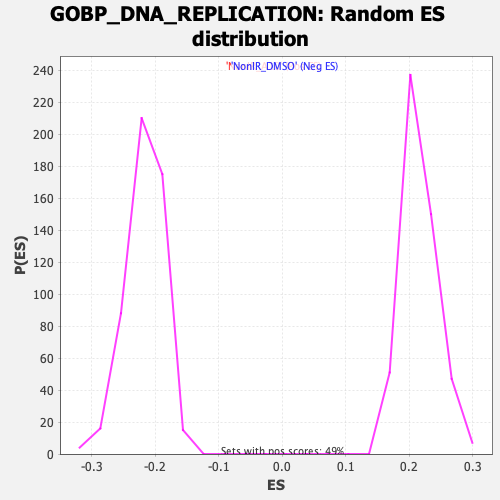 GOBP_DNA_REPLICATION: Random ES
distribution
'NonIR_DMSO' (Neg ES)
240
220
200
180
160
140
120
100
80
60
40
20
0
P(ES)
Sets with pos scores: 49%
-0.3 -0.2 -0.1 0.0 0.1 0.2 0.3
ES